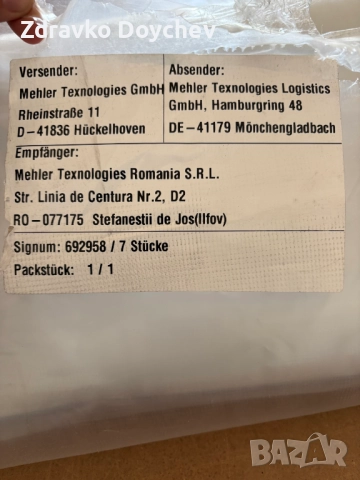 Zdravko Doychev
Versender:
Mehler Texnologies GmbH
Rheinstraße 11
D-41836 Hückelhoven
Absender:
Mehler Texnologies Logistics
GmbH, Hamburgring 48
DE-41179 Mönchengladbach
Empfänger:
Mehler Texnologies Romania S.R.L.
Str. Linia de Centura Nr.2, D2
RO-077175 Stefanestii de Jos(Ilfov)
Signum: 692958 / 7 Stücke
Packstück: 1 / 1
BAZAR